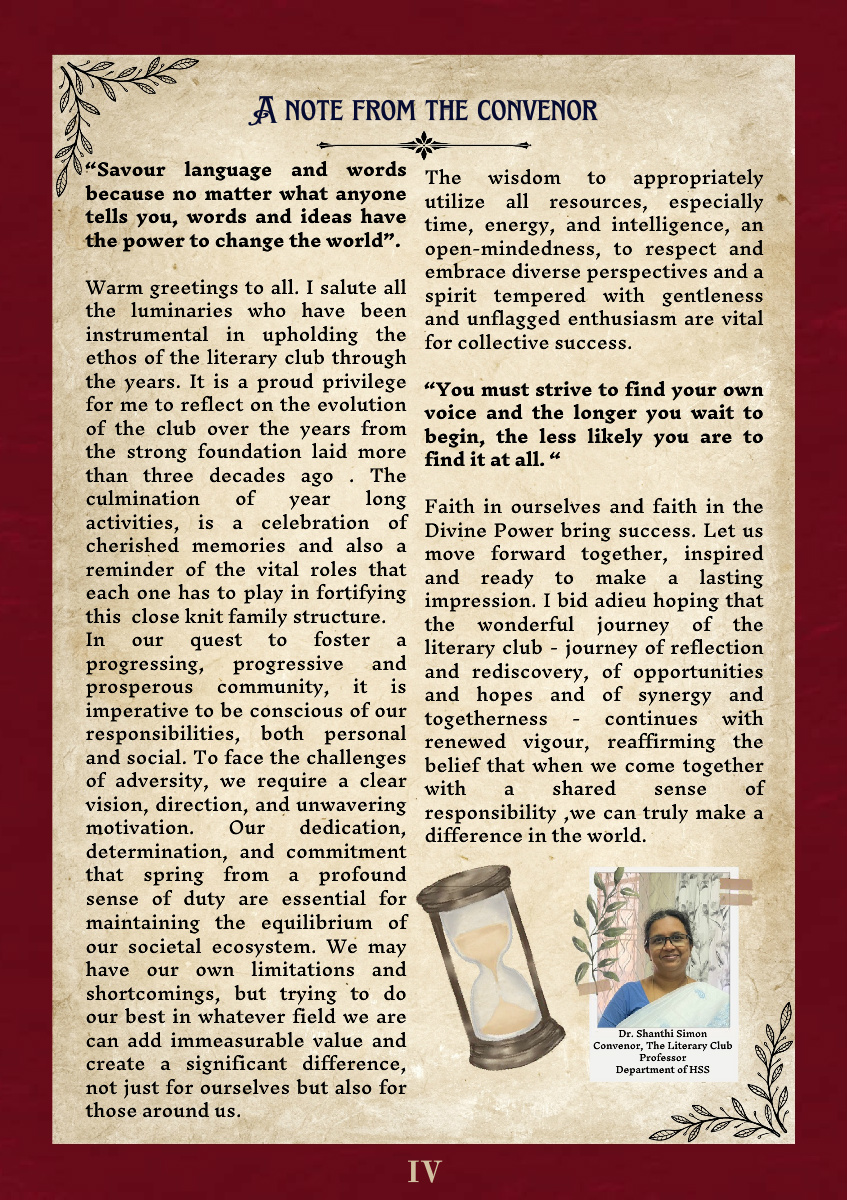 A NOTE FROM THE CONVENOR
“Savour language and words
because no matter what anyone
tells you, words and ideas have
the power to change the world”.
Warm greetings to all. I salute all
the luminaries who have been
instrumental in upholding the
ethos of the literary club through
the years. It is a proud privilege
for me to reflect on the evolution
of the club over the years from
the strong foundation laid more
than three decades ago . The
culmination of year long
activities, is a celebration of
cherished memories and also a
reminder of the vital roles that
each one has to play in fortifying
this close knit family structure.
In our quest to foster a
progressing, progressive and
prosperous community, it is
imperative to be conscious of our
responsibilities, both personal
and social. To face the challenges
of adversity, we require a clear
vision, direction, and unwavering
motivation. Our dedication,
determination, and commitment
that spring from a profound
sense of duty are essential for
maintaining the equilibrium of
our societal ecosystem. We may
have our own limitations and
shortcomings, but trying to do
our best in whatever field we are
can add immeasurable value and
create a significant difference,
not just for ourselves but also for
those around us.
The wisdom to appropriately
utilize all resources, especially
time, energy, and intelligence, an
open-mindedness, to respect and
embrace diverse perspectives and a
spirit tempered with gentleness
and unflagged enthusiasm are vital
for collective success.
“You must strive to find your own
voice and the longer you wait to
begin, the less likely you are to
find it at all. “
Faith in ourselves and faith in the
Divine Power bring success. Let us
move forward together, inspired
and ready to make a lasting
impression. I bid adieu hoping that
the wonderful journey of the
literary club - journey of reflection
and rediscovery, of opportunities
and hopes and of synergy and
togetherness - continues with
renewed vigour, reaffirming the
belief that when we come together
with a shared sense of
responsibility ,we can truly make a
difference in the world.
Dr. Shanthi Simon
Convenor, The Literary Club
Professor
Department of HSS
IV